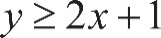 y ≥ 2x + 1